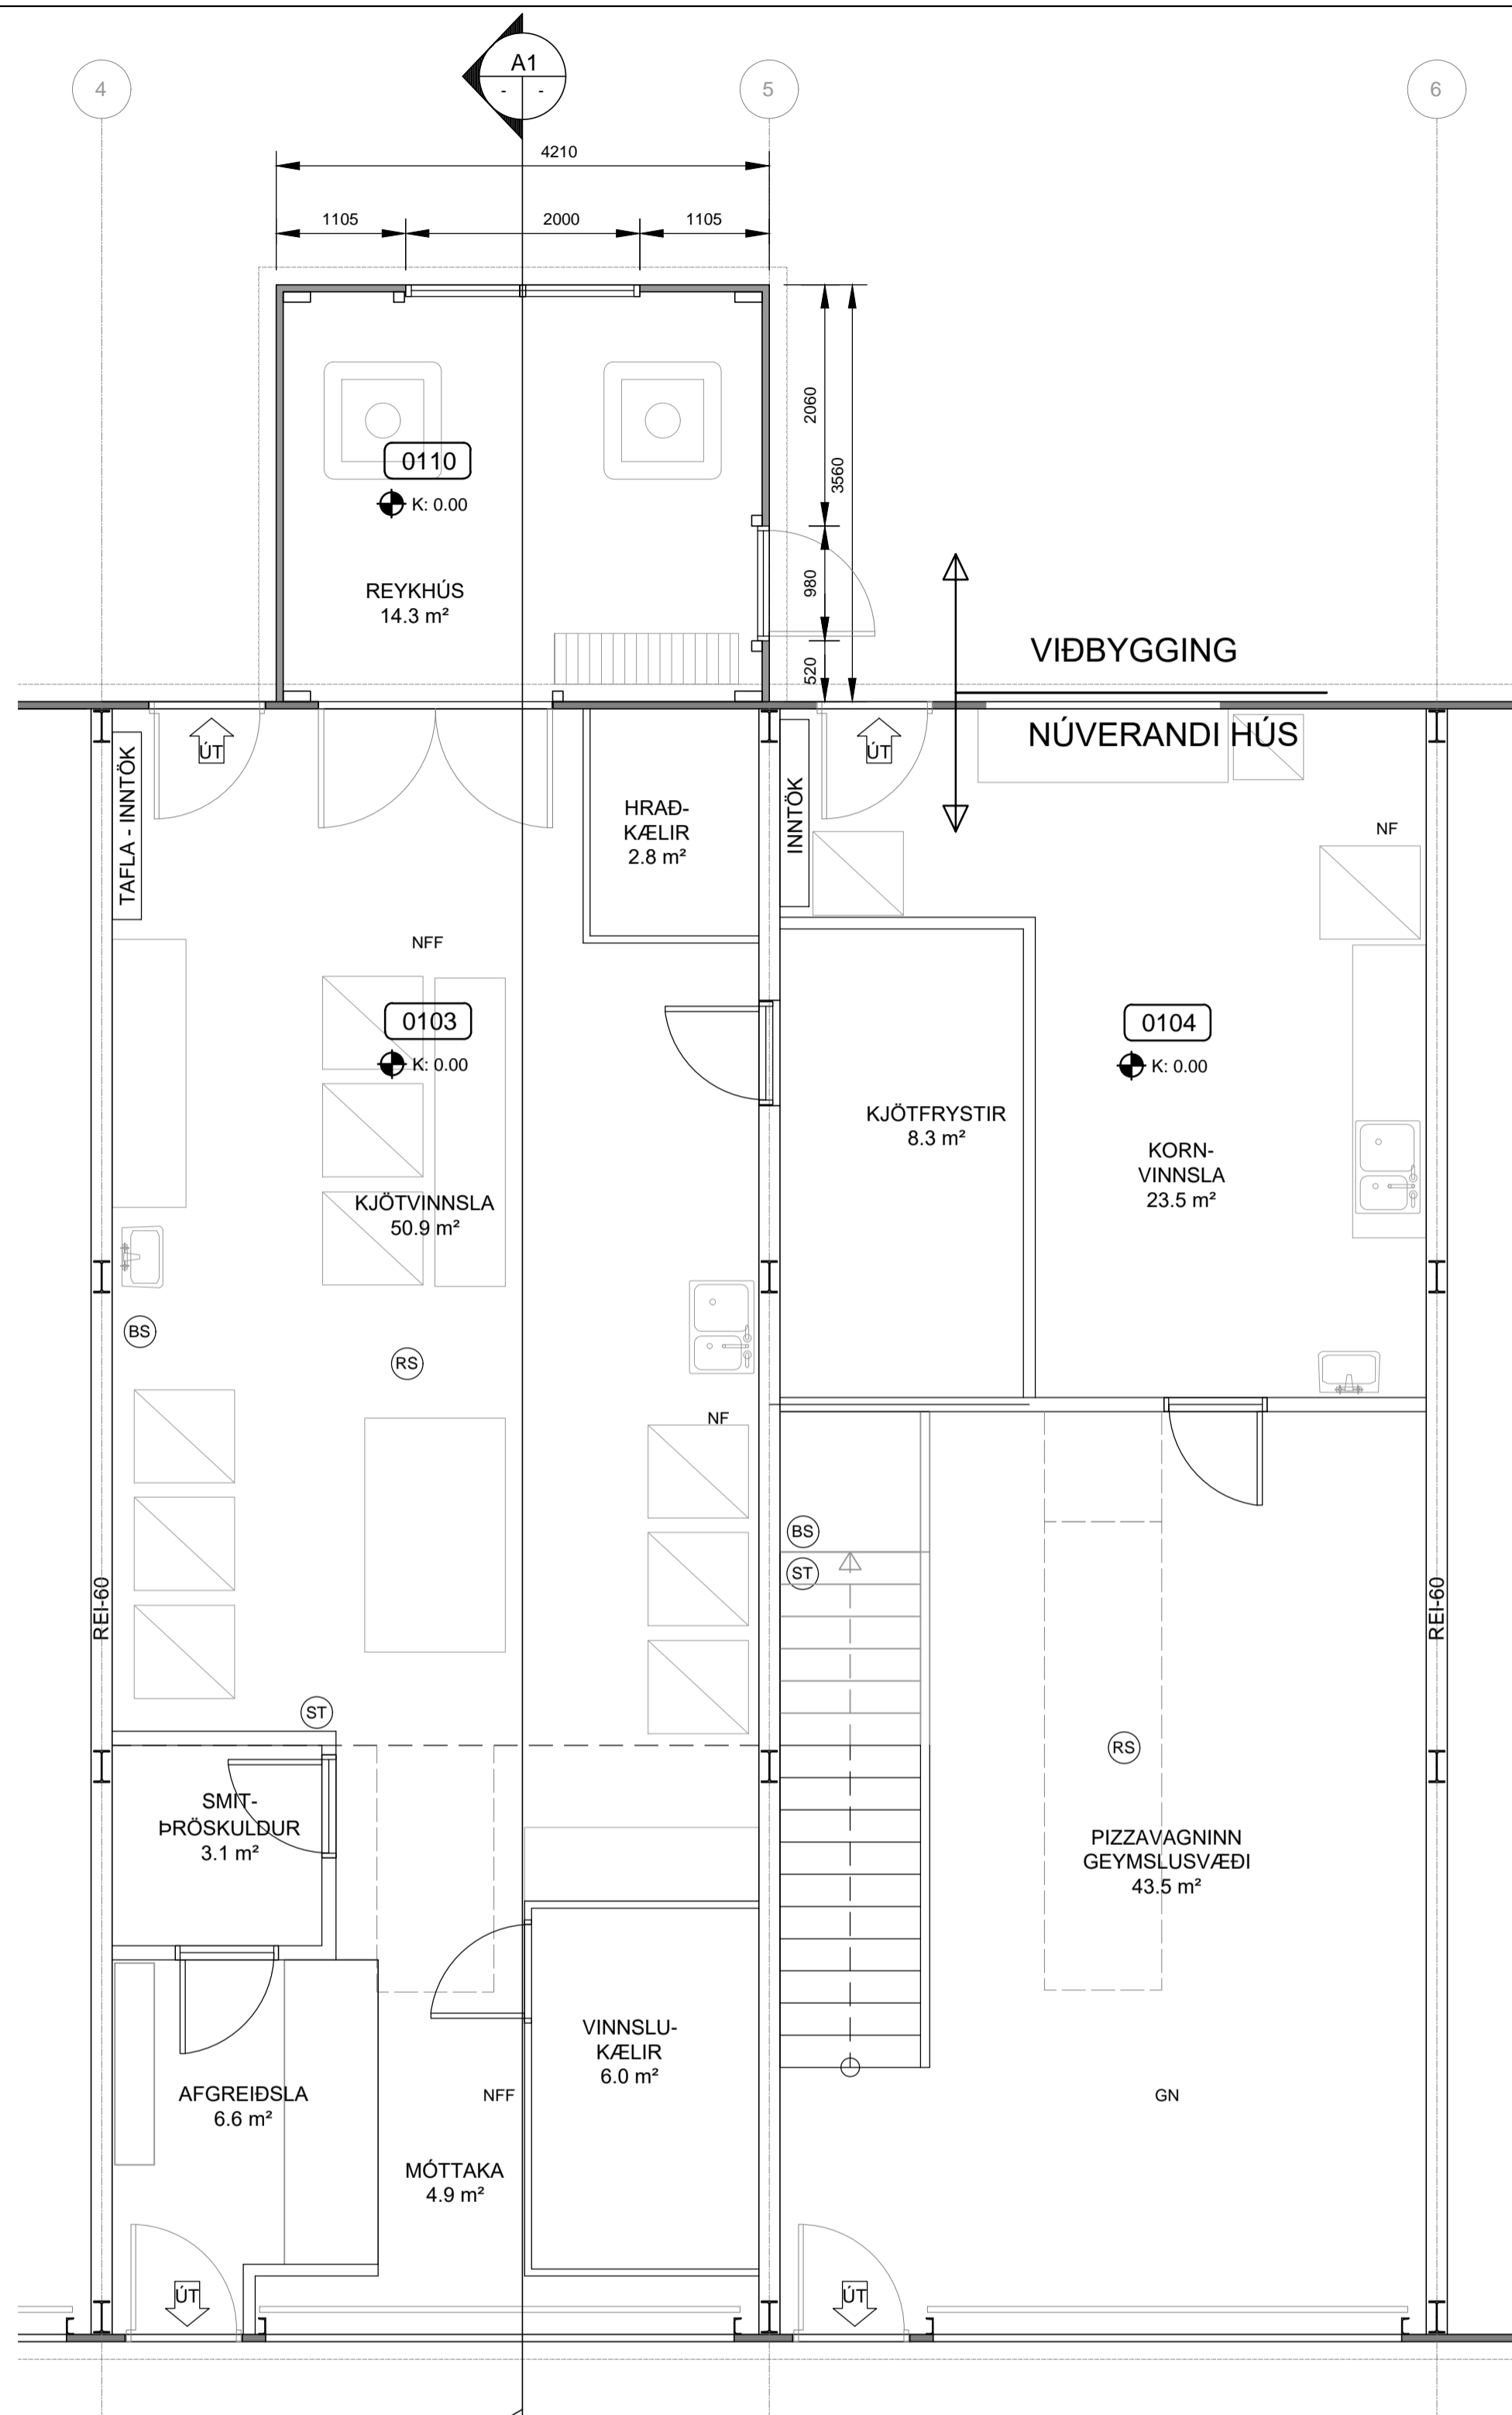 A1
- -
4
5
6
4210
1105
2000
1105
2060
3560
980
520
0110
K: 0.00
REYKHÚS
14.3 m²
VIÐBYGGING
NÚVERANDI HÚS
ÚT
ÚT
TAFLA - INNTÖK
HRAÐ-
KÆLIR
2.8 m²
INNTÖK
NF
NFF
0103
K: 0.00
0104
K: 0.00
KJÖTFRYSTIR
8.3 m²
KORN-
VINNSLA
23.5 m²
KJÖTVINNSLA
50.9 m²
BS
RS
NF
BS
ST
REI-60
REI-60
ST
RS
SMIT-
ÞRÖSKULDUR
3.1 m²
PIZZAVAGNINN
GEYMSLUSVÆÐI
43.5 m²
VINNSLU-
KÆLIR
6.0 m²
AFGREIÐSLA
6.6 m²
NFF
GN
MÓTTAKA
4.9 m²
ÚT
ÚT